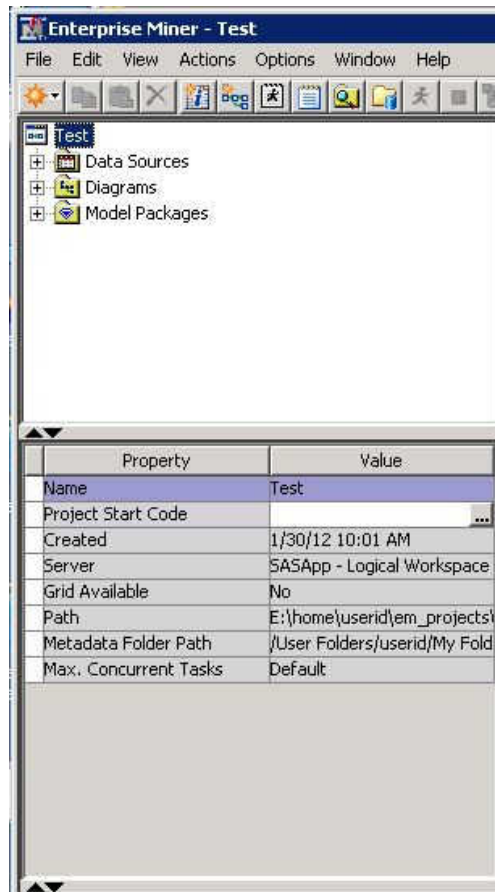 Enterprise Miner - Test
File Edit View Actions Options Window Help
Test
Data Sources
Diagrams
Model Packages
Property Value
Name Test
Project Start Code ...
Created 1/30/12 10:01 AM
Server SASApp - Logical Workspace
Grid Available No
Path E:\home\userid\em_projects\
Metadata Folder Path /User Folders/userid/My Fold
Max. Concurrent Tasks Default